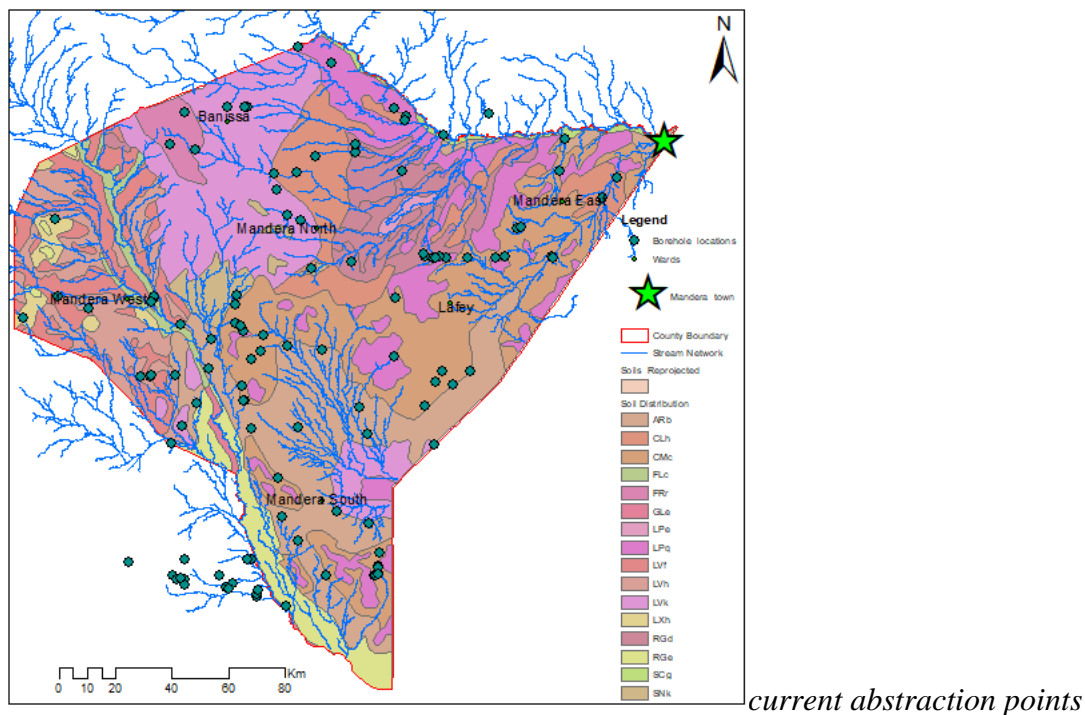 N
Banissa
Mandera East
Mandera North
Legend
Borehole locations
Wards
Mandera West
Lafey
Mandera town
County Boundary
Stream Network
Soils Reprojected
Soil Distribution
ARb
CLh
CMc
FLc
FRr
GLe
LPe
LPq
LVf
LVh
LVk
LXh
RGd
RGe
SCg
SNk
Mandera South
Km
0 10 20 40 60 80
current abstraction points